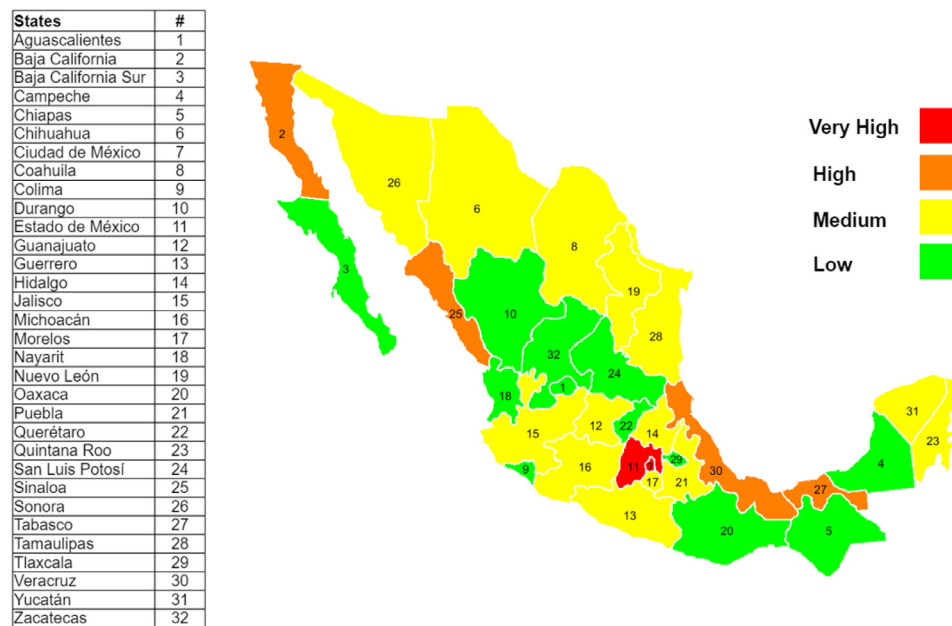 States #
Aguascalientes 1
Baja California 2
Baja California Sur 3
Campeche 4
Chiapas 5
Chihuahua 6
Ciudad de México 7
Coahuila 8
Colima 9
Durango 10
Estado de México 11
Guanajuato 12
Guerrero 13
Hidalgo 14
Jalisco 15
Michoacán 16
Morelos 17
Nayarit 18
Nuevo León 19
Oaxaca 20
Puebla 21
Querétaro 22
Quintana Roo 23
San Luis Potosí 24
Sinaloa 25
Sonora 26
Tabasco 27
Tamaulipas 28
Tlaxcala 29
Veracruz 30
Yucatán 31
Zacatecas 32
Very High
High
Medium
Low
2
26
6
8
3
19
25
10
28
32
24
1
18
31
22
12
15
14
23
29
9
16
11
30
4
17
21
27
13
20
5